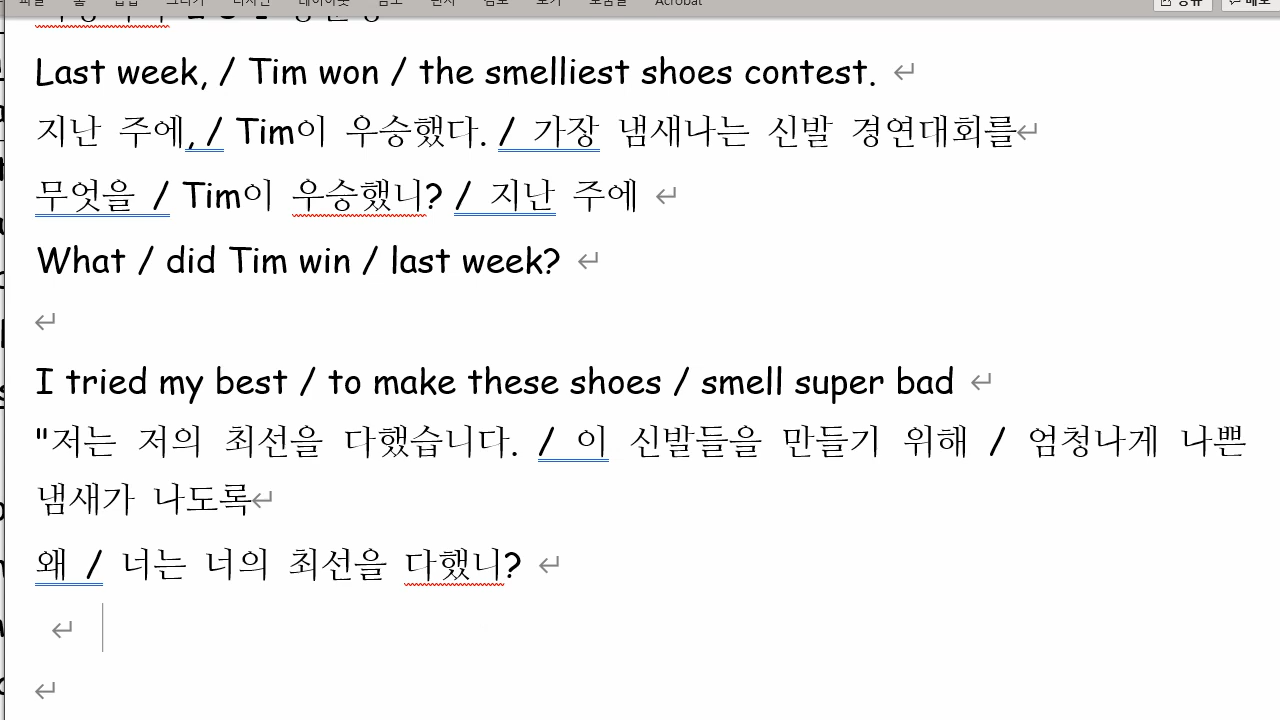 Acrobat
Last week, / Tim won / the smelliest shoes contest.
지난 주에, / Tim이 우승했다. / 가장 냄새나는 신발 경연대회를
무엇을 / Tim이 우승했니? / 지난 주에
What / did Tim win / last week?
I tried my best / to make these shoes / smell super bad
"저는 저의 최선을 다했습니다. / 이 신발들을 만들기 위해 / 엄청나게 나쁜
냄새가 나도록
왜 / 너는 너의 최선을 다했니?